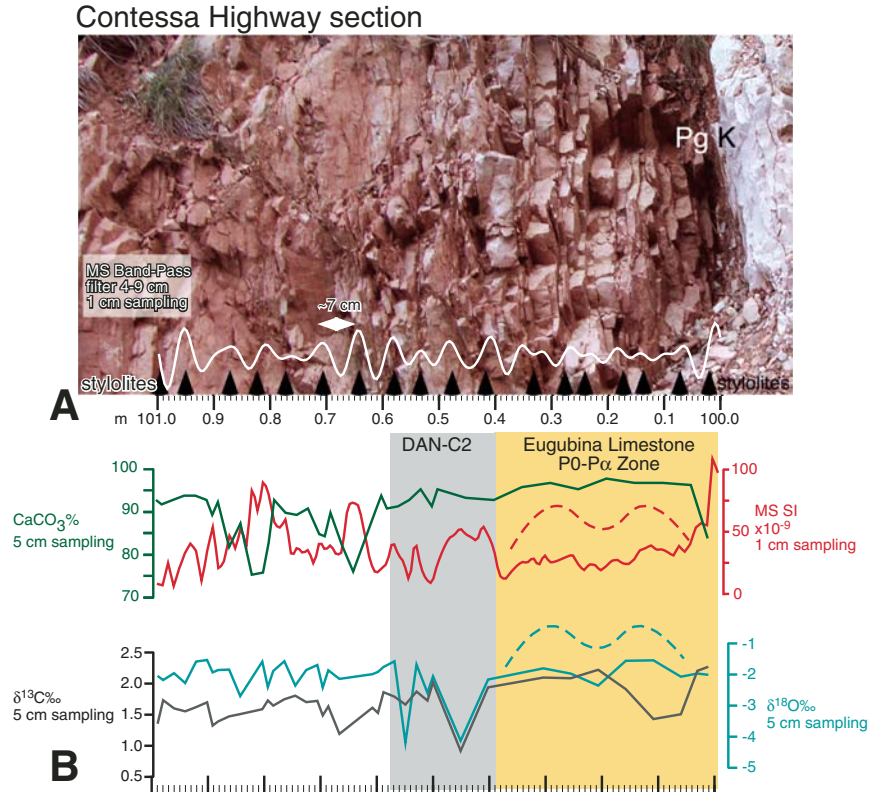 Contessa Highway section
Pg K
MS Band-Pass
filter 4-9 cm
1 cm sampling
~7 cm
stylolites
stylolites
A
m 101.0 0.9 0.8 0.7 0.6 0.5 0.4 0.3 0.2 0.1 100.0
DAN-C2
Eugubina Limestone
P0-Pα Zone
100
90
80
70
CaCO3%
5 cm sampling
100
50
0
MS SI
x10-9
1 cm sampling
2.5
2.0
1.5
1.0
0.5
δ13C‰
5 cm sampling
-1
-2
-3
-4
-5
δ18O‰
5 cm sampling
B